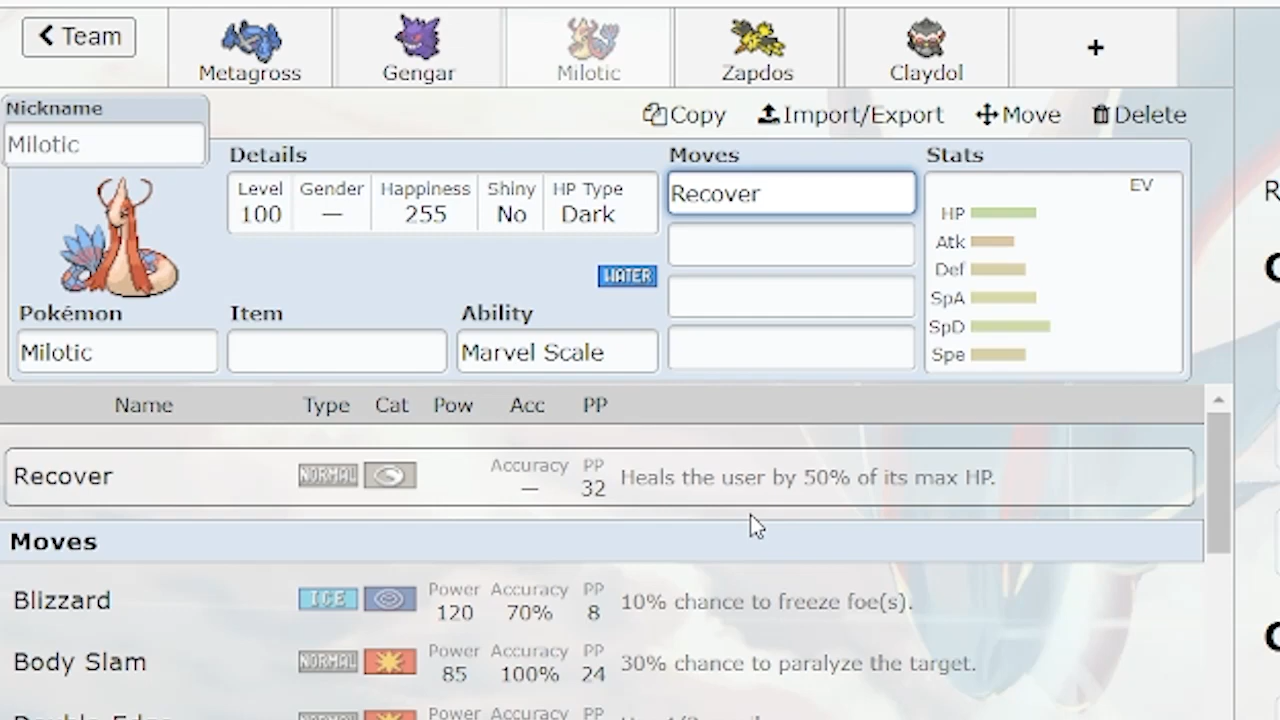 Team
Metagross
Gengar
Milotic
Zapdos
Claydol
+
Nickname
Milotic
Copy
Import/Export
Move
Delete
Details
Moves
Stats
Level
Gender
Happiness
Shiny
HP Type
100
—
255
No
Dark
Recover
EV
HP
Atk
Def
SpA
SpD
Spe
WATER
Pokémon
Item
Ability
Milotic
Marvel Scale
Name Type Cat Pow Acc PP
Recover NORMAL Accuracy — PP 32 Heals the user by 50% of its max HP.
Moves
Blizzard ICE Power 120 Accuracy 70% PP 8 10% chance to freeze foe(s).
Body Slam NORMAL Power 85 Accuracy 100% PP 24 30% chance to paralyze the target.
NORMAL Power Accuracy PP